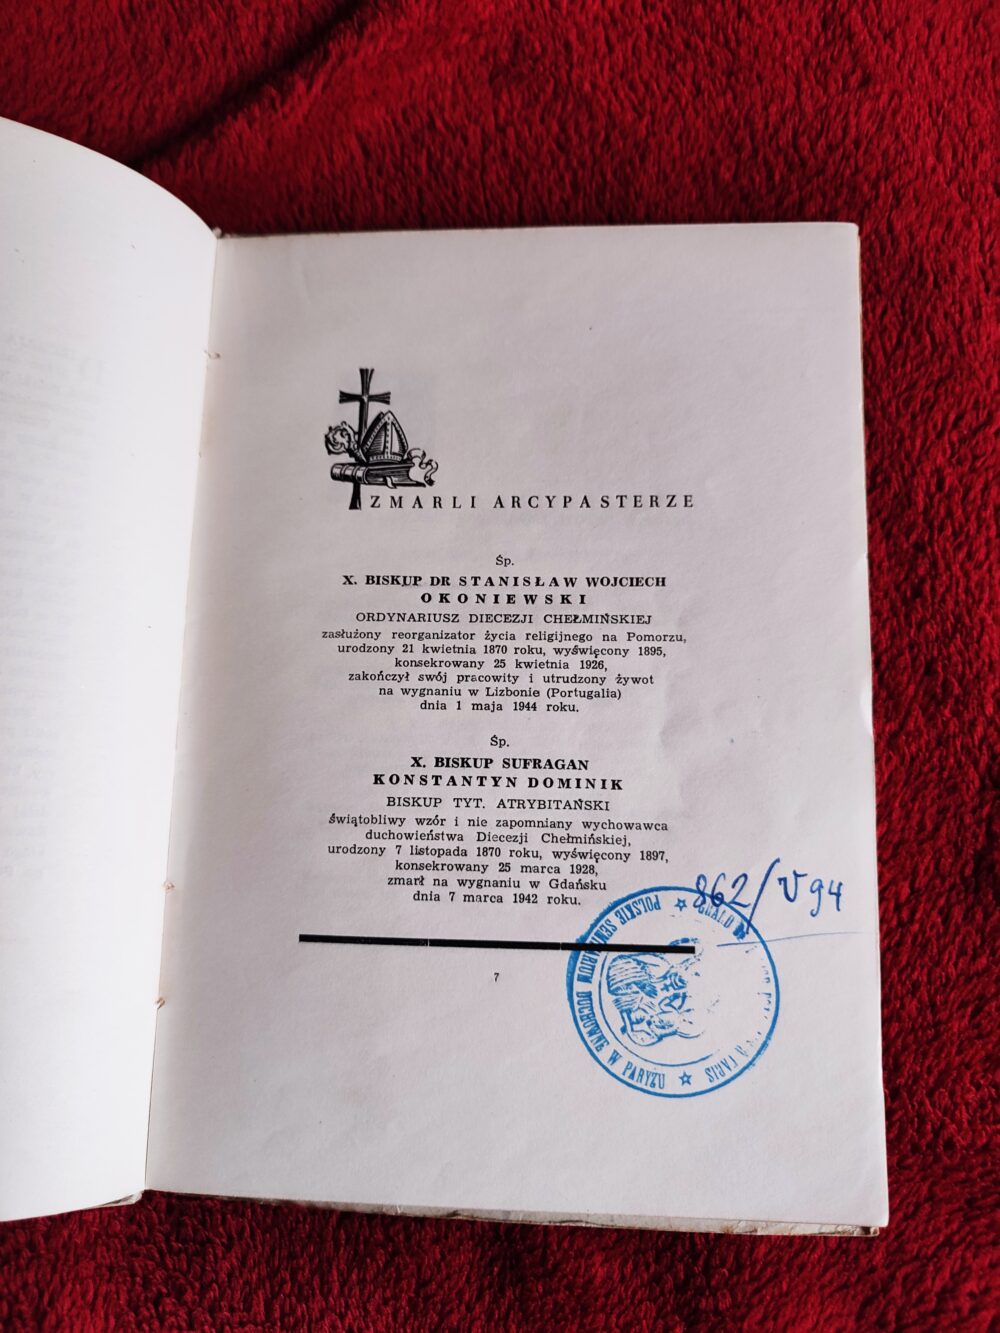 ZMARLI ARCYPASTERZE
Śp.
X. BISKUP DR STANISŁAW WOJCIECH
OKONIEWSKI
ORDYNARIUSZ DIECEZJI CHEŁMIŃSKIEJ
zasłużony reorganizator życia religijnego na Pomorzu,
urodzony 21 kwietnia 1870 roku, wyświęcony 1895,
konsekrowany 25 kwietnia 1926,
zakończył swój pracowity i utrudzony żywot
na wygnaniu w Lizbonie (Portugalia)
dnia 1 maja 1944 roku.
Śp.
X. BISKUP SUFRAGAN
KONSTANTYN DOMINIK
BISKUP TYT. ATRYBITAŃSKI
świątobliwy wzór i nie zapomniany wychowawca
duchowieństwa Diecezji Chełmińskiej,
urodzony 7 listopada 1870 roku, wyświęcony 1897,
konsekrowany 25 marca 1928,
zmarł na wygnaniu w Gdańsku
dnia 7 marca 1942 roku.
862/V94
7
POLSKIE SEMINARIUM DUCHOWNE W PARYŻU
PARIS